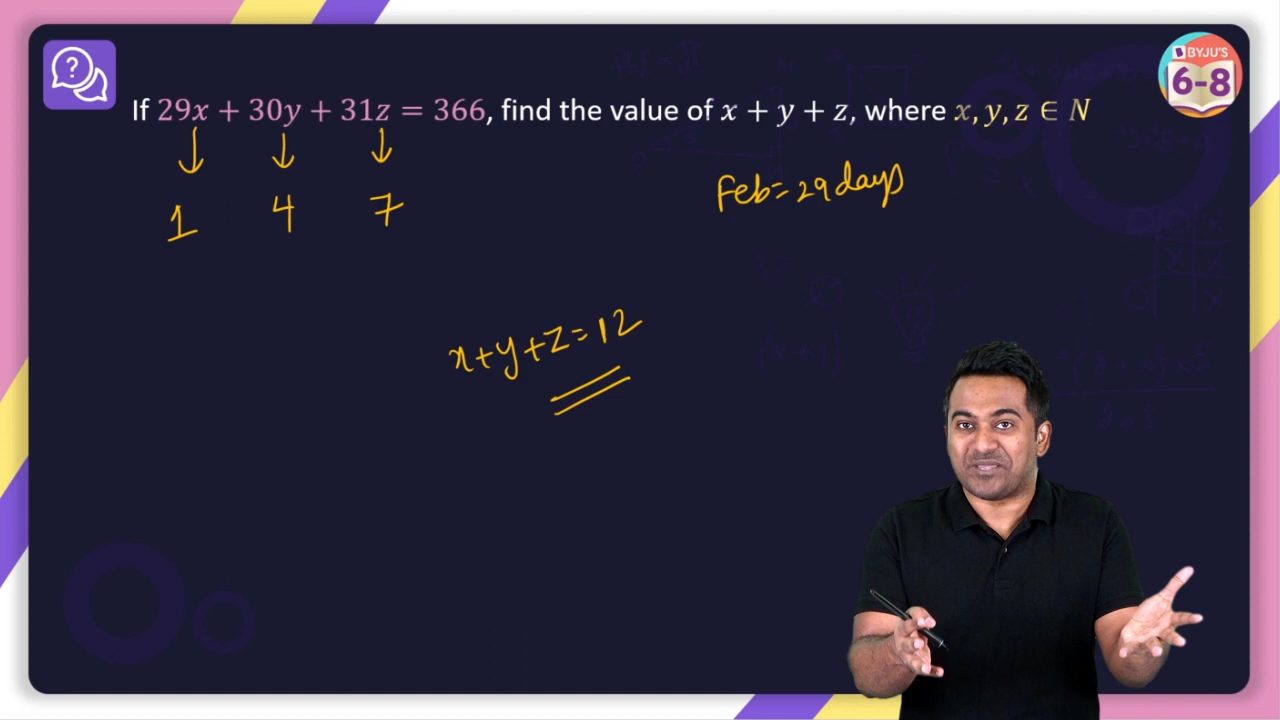 BYJU'S
6-8
If 29x + 30y + 31z = 366, find the value of x + y + z, where x, y, z ∈ N
Feb = 29 days
1 4 7
x+y+z=12